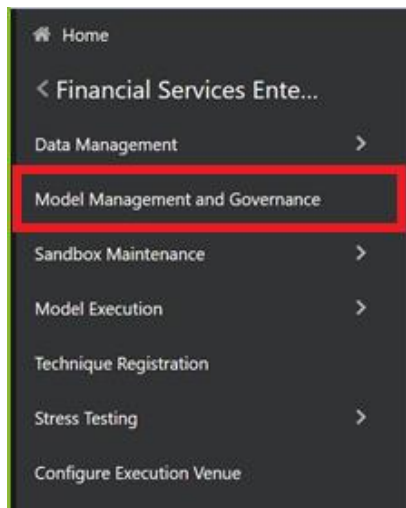 Home
< Financial Services Ente...
Data Management >
Model Management and Governance
Sandbox Maintenance >
Model Execution >
Technique Registration
Stress Testing >
Configure Execution Venue